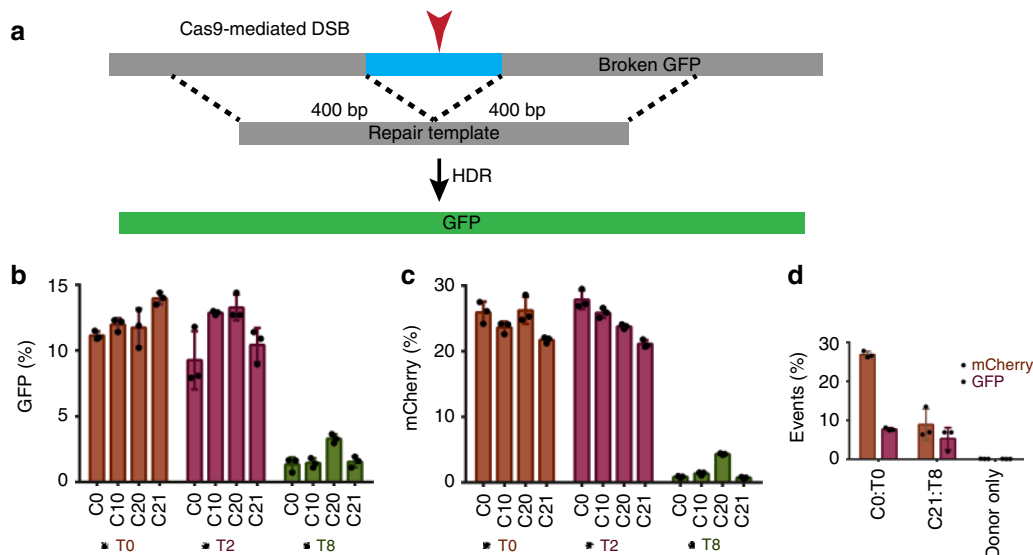 a
Cas9-mediated DSB
Broken GFP
400 bp
400 bp
Repair template
HDR
GFP
b
15
10
5
0
GFP (%)
C0
C10
C20
C21
C0
C10
C20
C21
C0
C10
C20
C21
T0
T2
T8
c
30
20
10
0
mCherry (%)
C0
C10
C20
C21
C0
C10
C20
C21
C0
C10
C20
C21
T0
T2
T8
d
30
20
10
0
Events (%)
mCherry
GFP
C0:T0
C21:T8
Donor only